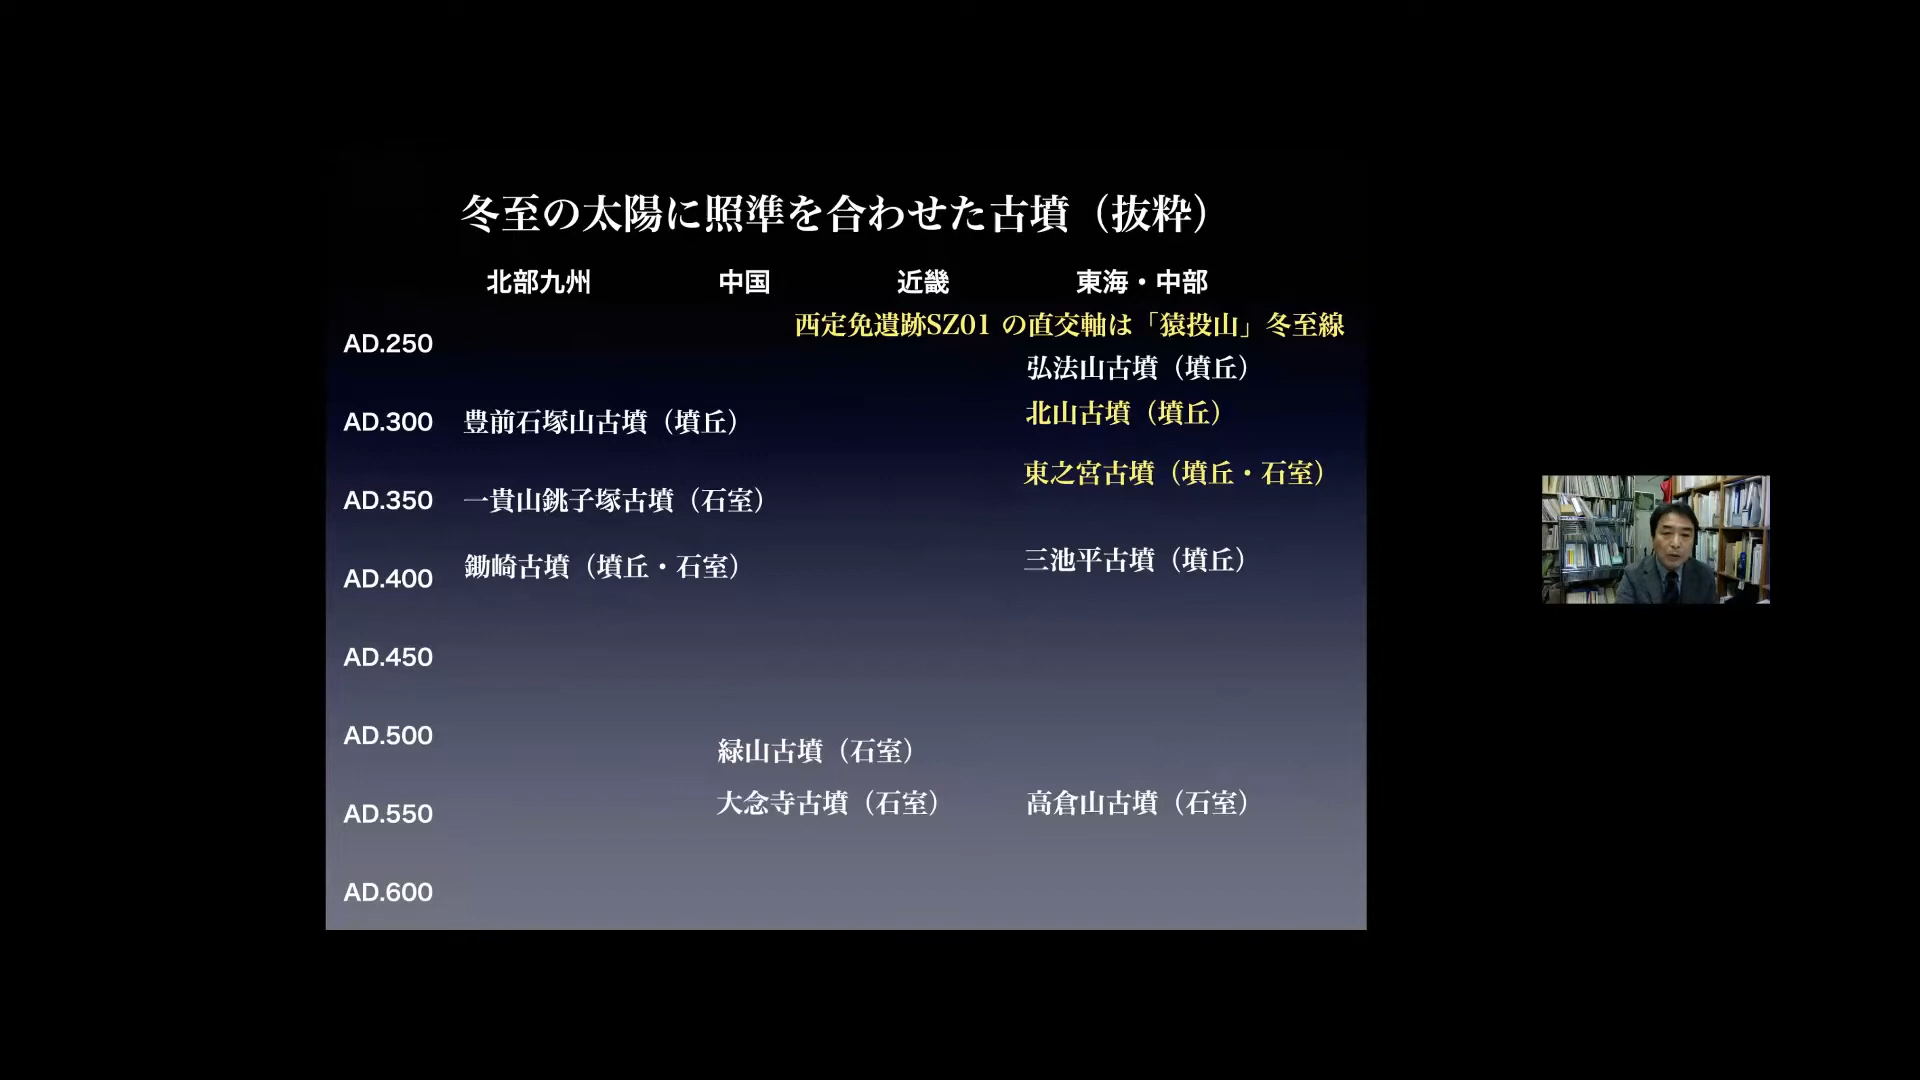 冬至の太陽に照準を合わせた古墳（抜粋）
北部九州 中国 近畿 東海・中部
西定免遺跡SZ01 の直交軸は「猿投山」冬至線
AD.250
弘法山古墳（墳丘）
北山古墳（墳丘）
AD.300 豊前石塚山古墳（墳丘）
東之宮古墳（墳丘・石室）
AD.350 一貴山銚子塚古墳（石室）
三池平古墳（墳丘）
鋤崎古墳（墳丘・石室）
AD.400
AD.450
AD.500
緑山古墳（石室）
大念寺古墳（石室） 高倉山古墳（石室）
AD.550
AD.600